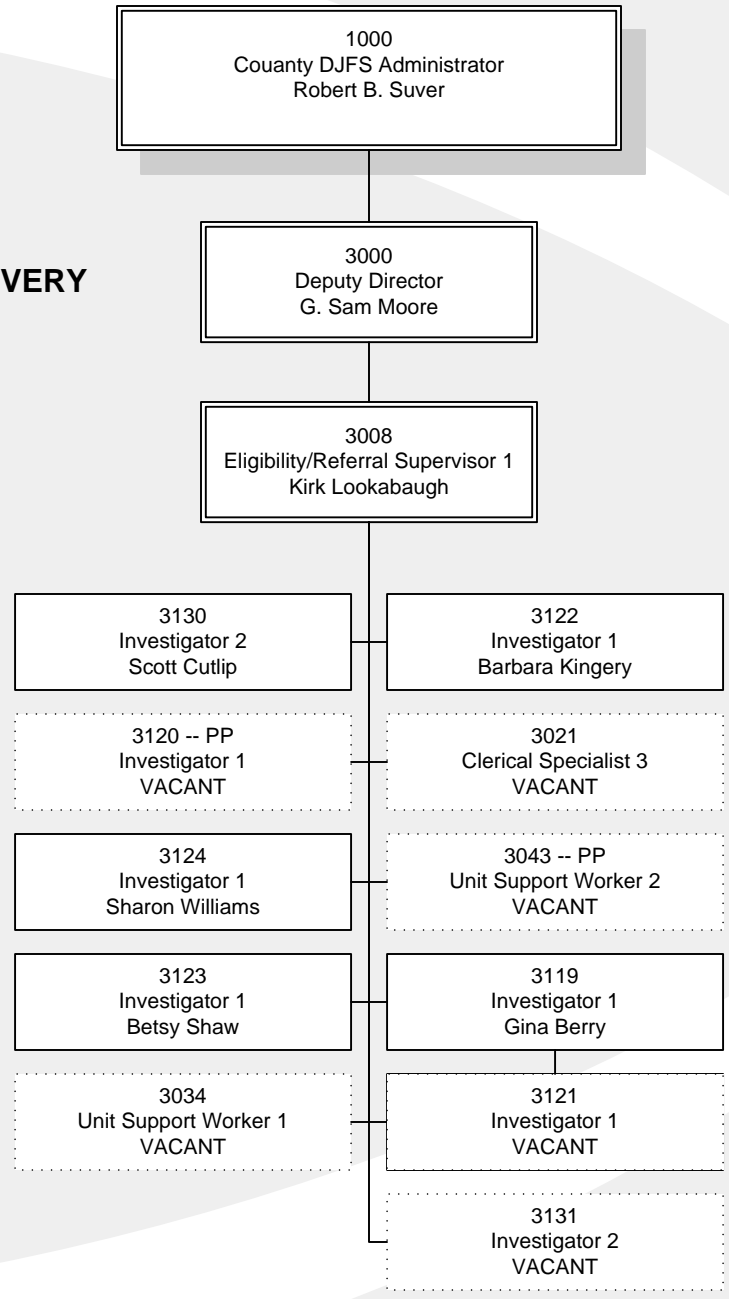 1000
Couanty DJFS Administrator
Robert B. Suver
VERY
3000
Deputy Director
G. Sam Moore
3008
Eligibility/Referral Supervisor 1
Kirk Lookabaugh
3130
Investigator 2
Scott Cutlip
3122
Investigator 1
Barbara Kingery
3120 -- PP
Investigator 1
VACANT
3021
Clerical Specialist 3
VACANT
3124
Investigator 1
Sharon Williams
3043 -- PP
Unit Support Worker 2
VACANT
3123
Investigator 1
Betsy Shaw
3119
Investigator 1
Gina Berry
3034
Unit Support Worker 1
VACANT
3121
Investigator 1
VACANT
3131
Investigator 2
VACANT